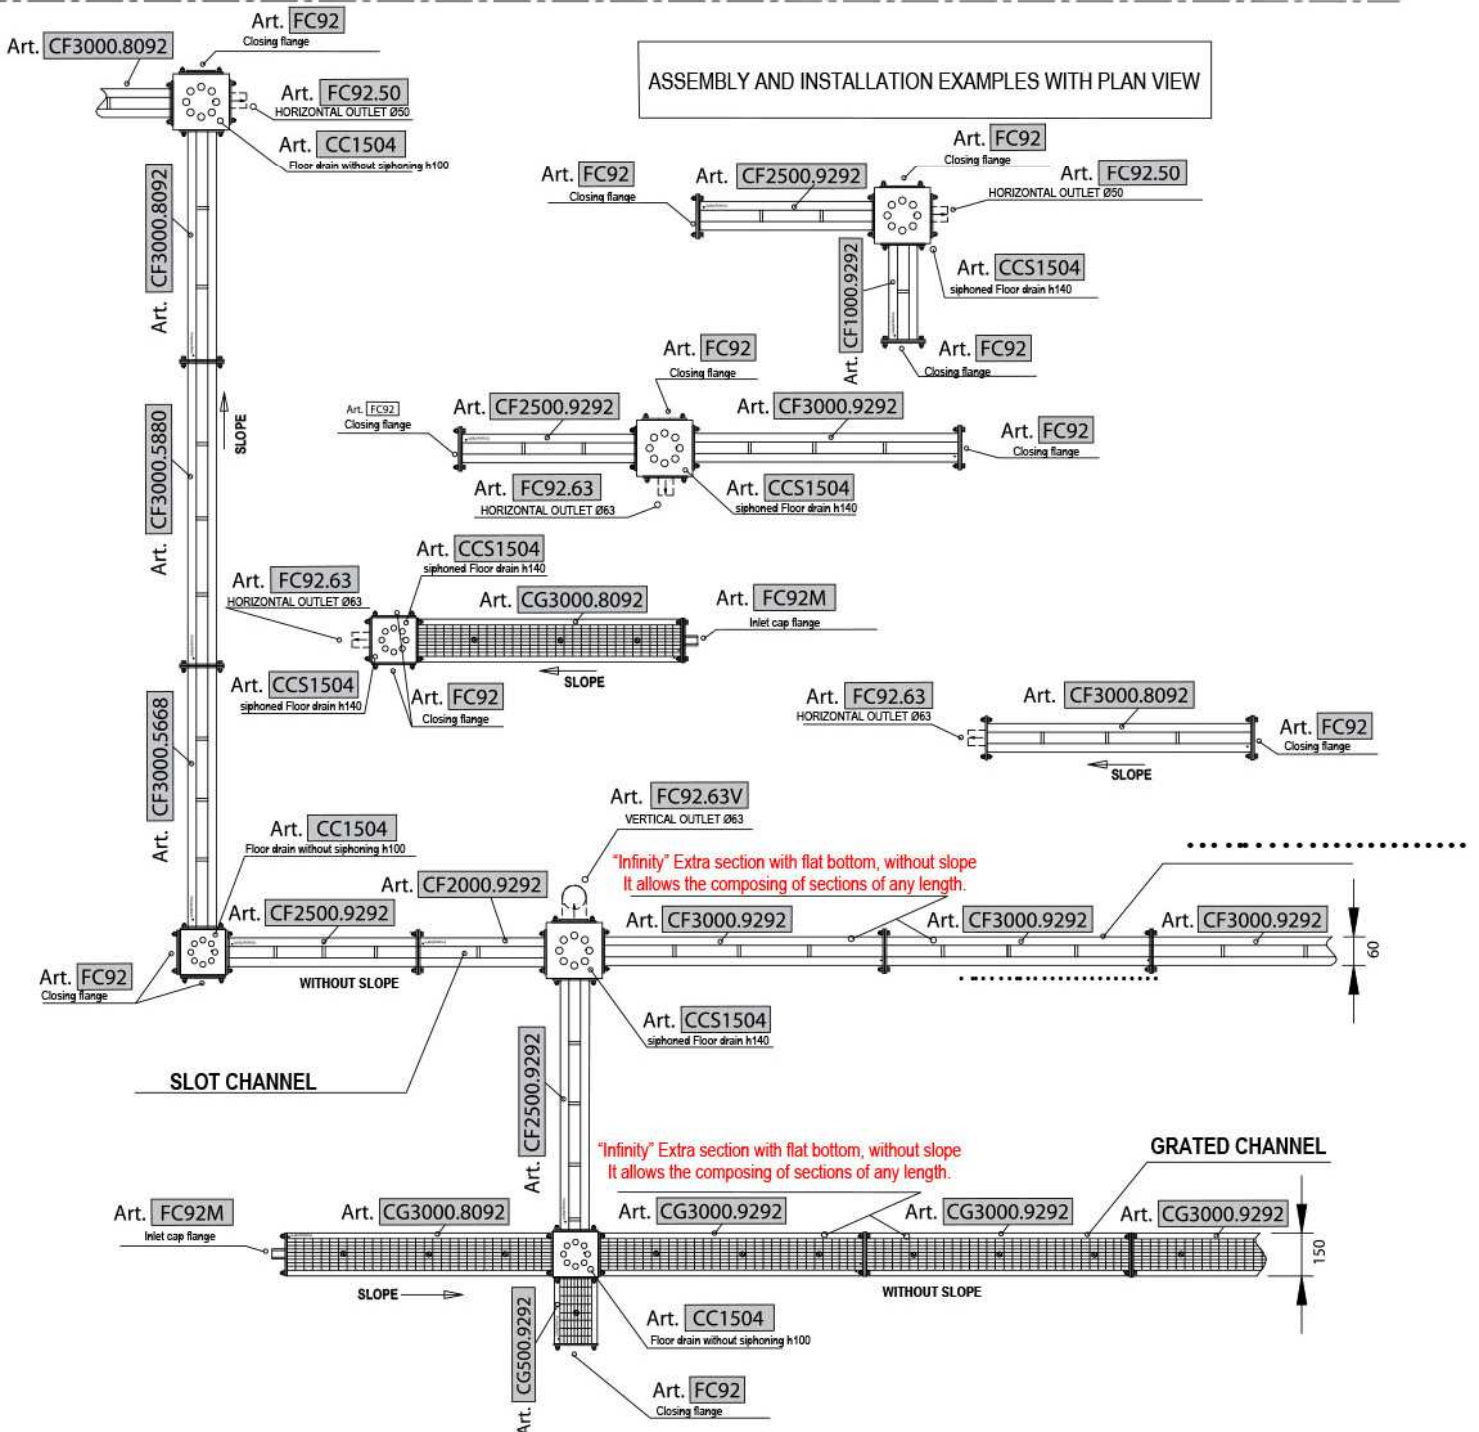 Art. FC92
Closing flange
Art. CF3000.8092
ASSEMBLY AND INSTALLATION EXAMPLES WITH PLAN VIEW
Art. FC92.50
HORIZONTAL OUTLET Ø50
Art. CC1504
Floor drain without siphoning h100
Art. CF3000.8092
Art. FC92
Closing flange
Art. FC92
Closing flange
Art. CF2500.9292
Art. FC92.50
HORIZONTAL OUTLET Ø50
Art. CCS1504
siphoned Floor drain h140
Art. CF1000.9292
Art. FC92
Closing flange
Art. FC92
Closing flange
Art. FC92
Closing flange
Art. CF2500.9292
Art. CF3000.9292
Art. FC92
Closing flange
Art. FC92.63
HORIZONTAL OUTLET Ø63
Art. CCS1504
siphoned Floor drain h140
SLOPE
Art. CF3000.5880
Art. CCS1504
siphoned Floor drain h140
Art. FC92.63
HORIZONTAL OUTLET Ø63
Art. CG3000.8092
Art. FC92M
Inlet cap flange
SLOPE
Art. CCS1504
siphoned Floor drain h140
Art. FC92
Closing flange
Art. FC92.63
HORIZONTAL OUTLET Ø63
Art. CF3000.8092
Art. FC92
Closing flange
SLOPE
Art. CF3000.5668
Art. FC92.63V
VERTICAL OUTLET Ø63
Art. CC1504
Floor drain without siphoning h100
"Infinity" Extra section with flat bottom, without slope
It allows the composing of sections of any length.
Art. CF2500.9292
Art. CF2000.9292
Art. CF3000.9292
Art. CF3000.9292
Art. CF3000.9292
60
Art. FC92
Closing flange
WITHOUT SLOPE
Art. CCS1504
siphoned Floor drain h140
SLOT CHANNEL
Art. CF2500.9292
"Infinity" Extra section with flat bottom, without slope
It allows the composing of sections of any length.
GRATED CHANNEL
Art. FC92M
Inlet cap flange
Art. CG3000.8092
Art. CG3000.9292
Art. CG3000.9292
Art. CG3000.9292
150
SLOPE
WITHOUT SLOPE
Art. CG500.9292
Art. CC1504
Floor drain without siphoning h100
Art. FC92
Closing flange